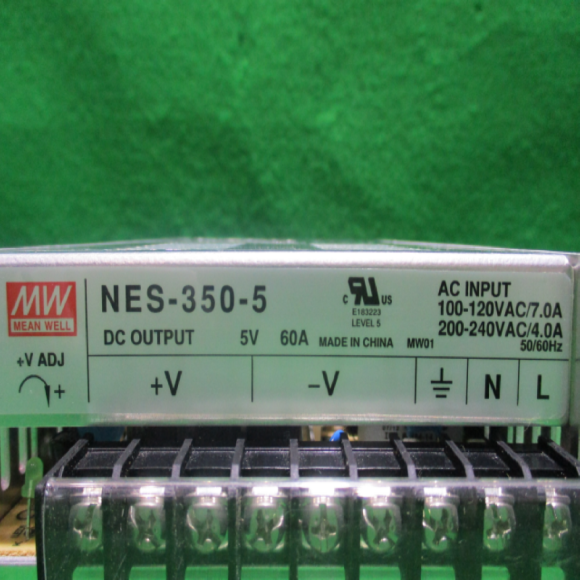 MW
MEAN WELL
NES-350-5
DC OUTPUT 5V 60A MADE IN CHINA MW01
C RU US
E183223
LEVEL 5
AC INPUT
100-120VAC/7.0A
200-240VAC/4.0A
50/60Hz
+V ADJ
+
+V -V N L